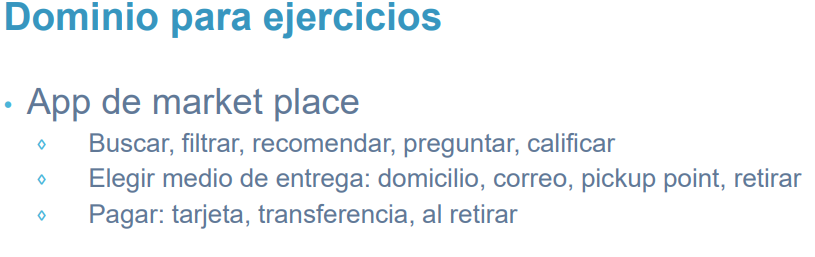 Dominio para ejercicios
• App de market place
◊ Buscar, filtrar, recomendar, preguntar, calificar
◊ Elegir medio de entrega: domicilio, correo, pickup point, retirar
◊ Pagar: tarjeta, transferencia, al retirar